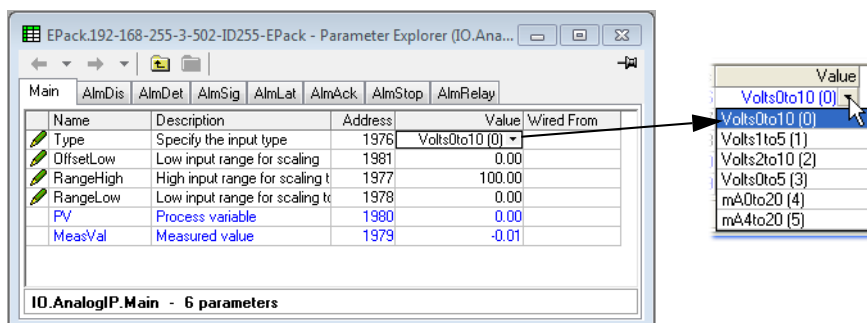 EPack.192-168-255-3-502-ID255-EPack - Parameter Explorer (IO.Ana...
Main AlmDis AlmDet AlmSig AlmLat AlmAck AlmStop AlmRelay
Name Description Address Value Wired From
Type Specify the input type 1976 Volts0to10 (0)
OffsetLow Low input range for scaling 1981 0.00
RangeHigh High input range for scaling t 1977 100.00
RangeLow Low input range for scaling to 1978 0.00
PV Process variable 1980 0.00
MeasVal Measured value 1979 -0.01
IO.AnalogIP.Main - 6 parameters
Value
Volts0to10 (0)
Volts0to10 (0)
Volts1to5 (1)
Volts2to10 (2)
Volts0to5 (3)
mA0to20 (4)
mA4to20 (5)